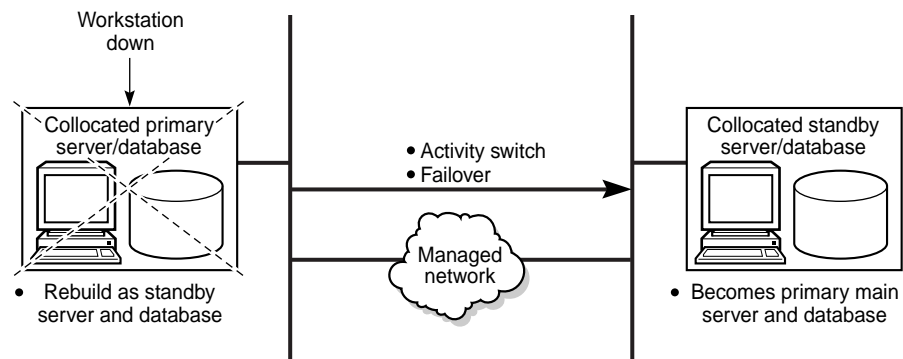 Workstation
down
Collocated primary
server/database
• Rebuild as standby
server and database
• Activity switch
• Failover
Managed
network
Collocated standby
server/database
• Becomes primary main
server and database